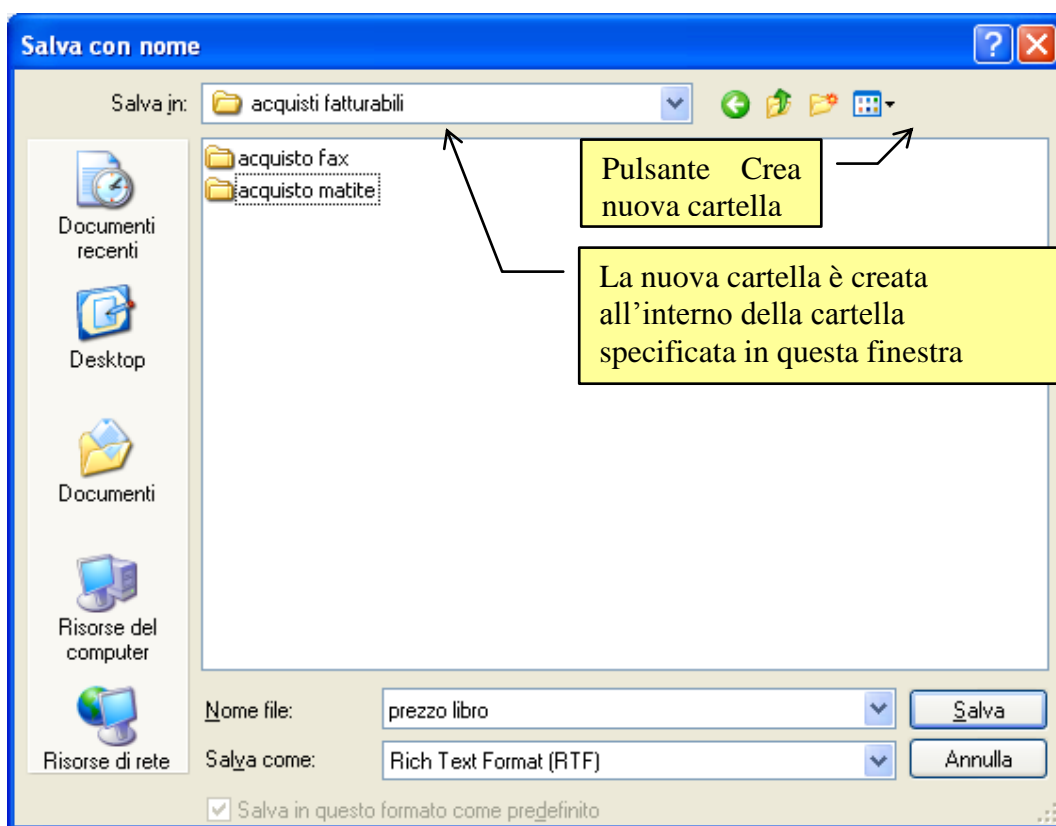 Salva con nome
Salva in: acquisti fatturabili
acquisto fax
acquisto matite
Pulsante Crea
nuova cartella
La nuova cartella è creata
all’interno della cartella
specificata in questa finestra
Documenti
recenti
Desktop
Documenti
Risorse del
computer
Risorse di rete
Nome file: prezzo libro Salva
Salva come: Rich Text Format (RTF) Annulla
Salva in questo formato come predefinito